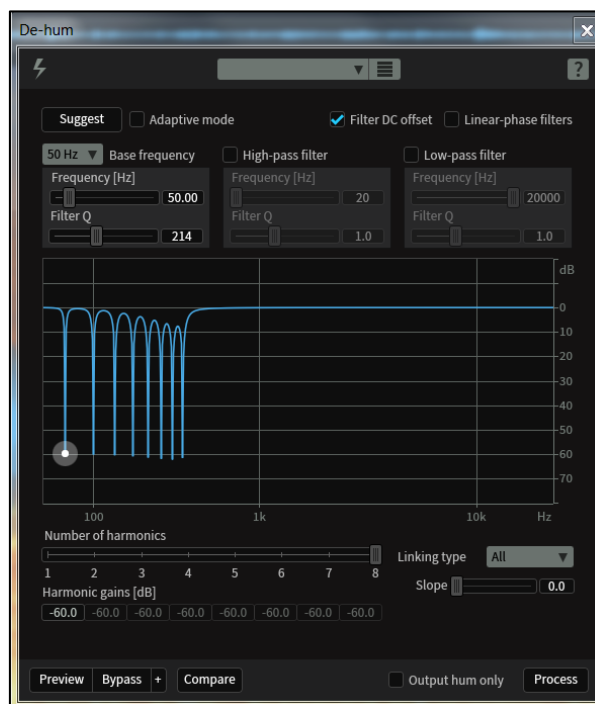 De-hum
?
Suggest Adaptive mode Filter DC offset Linear-phase filters
50 Hz Base frequency High-pass filter Low-pass filter
Frequency [Hz] Frequency [Hz] Frequency [Hz]
50.00 20 20000
Filter Q Filter Q Filter Q
214 1.0 1.0
dB
-0
-10
-20
-30
-40
-50
-60
-70
100 1k 10k Hz
Number of harmonics
Linking type All
1 2 3 4 5 6 7 8
Slope 0.0
Harmonic gains [dB]
-60.0 -60.0 -60.0 -60.0 -60.0 -60.0 -60.0 -60.0
Preview Bypass + Compare Output hum only Process